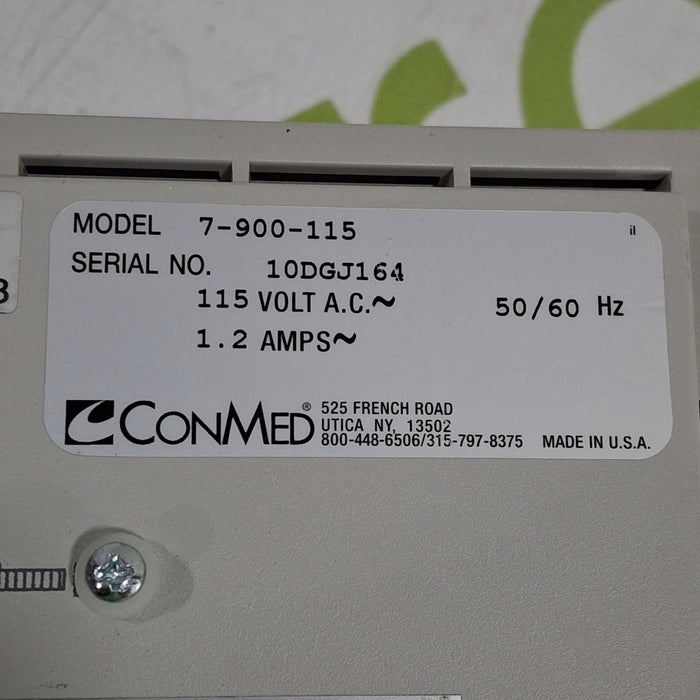 MODEL 7-900-115 il
SERIAL NO. 10DGJ164
115 VOLT A.C.~ 50/60 Hz
1.2 AMPS~
CONMED®
525 FRENCH ROAD
UTICA NY, 13502
800-448-6506/315-797-8375 MADE IN U.S.A.